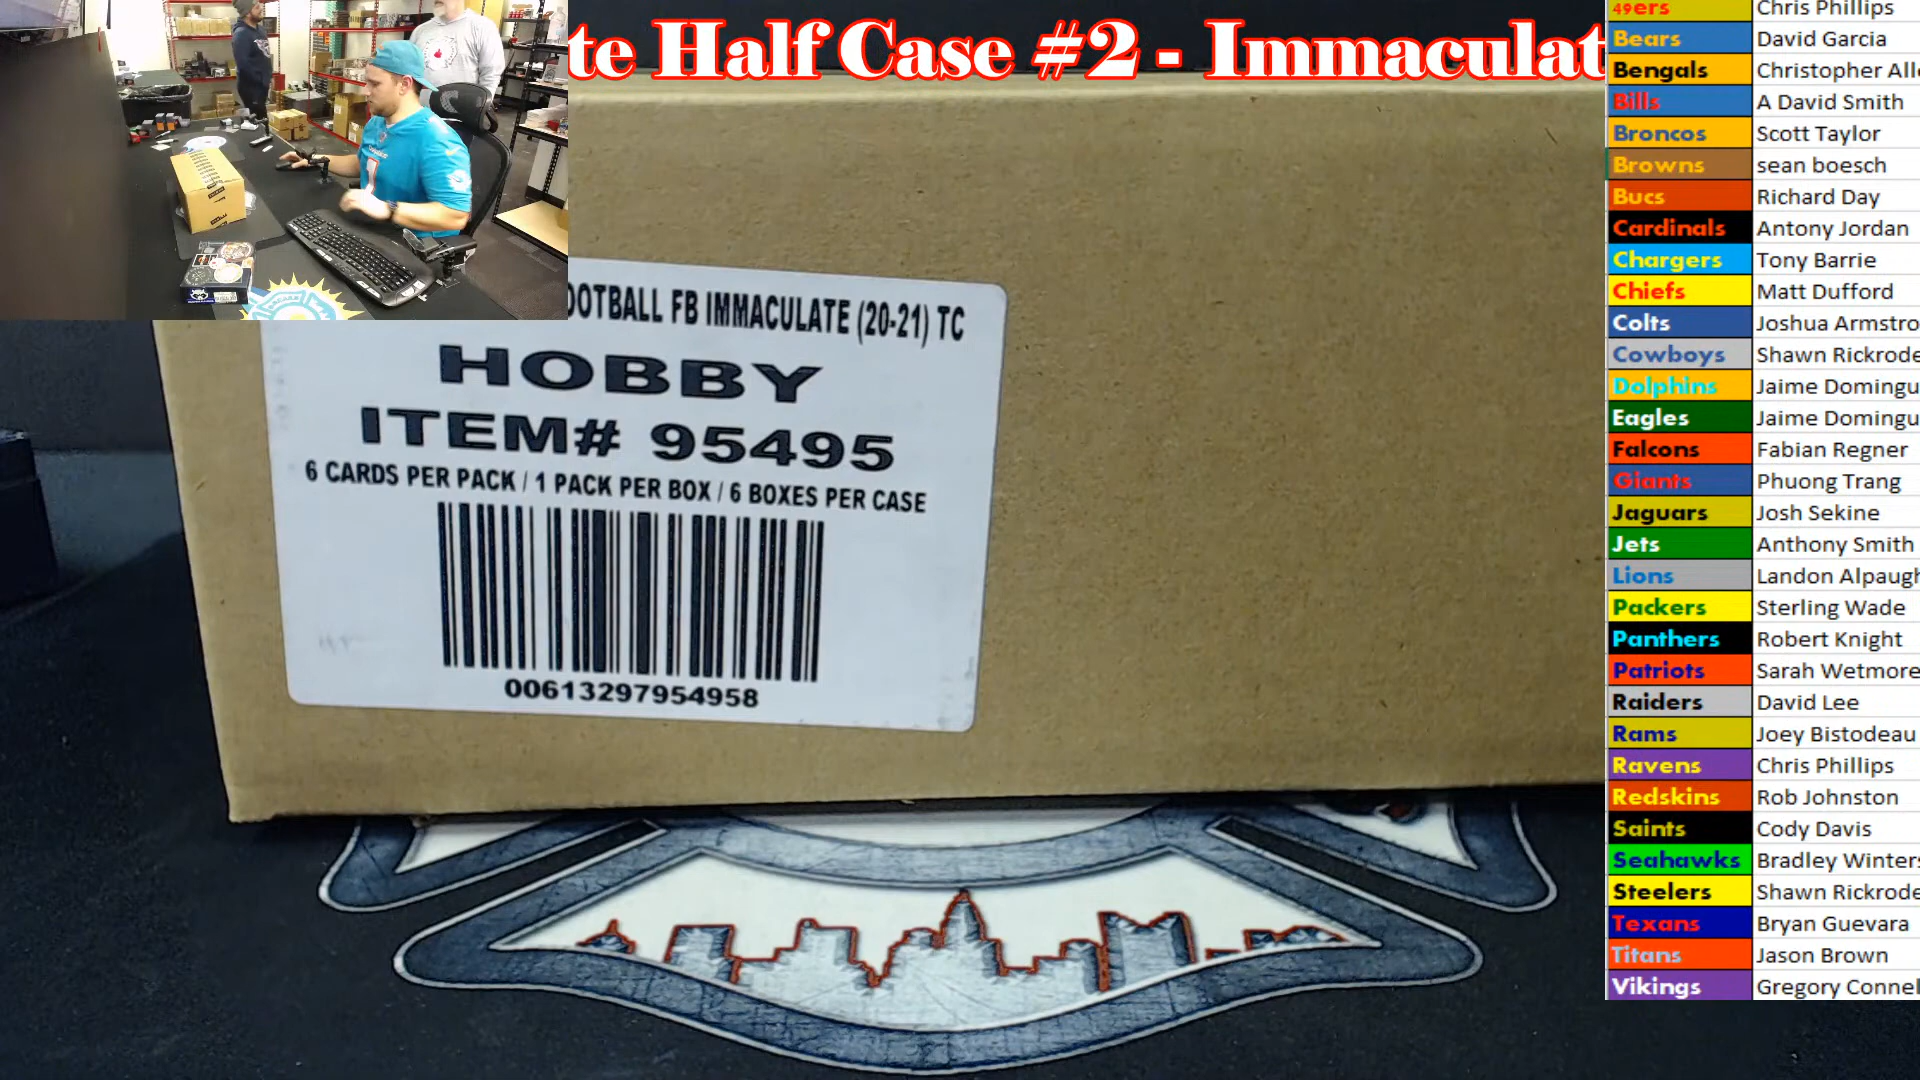 te Half Case #2 - Immaculat
OOTBALL FB IMMACULATE (20-21) TC
HOBBY
ITEM# 95495
6 CARDS PER PACK / 1 PACK PER BOX / 6 BOXES PER CASE
00613297954958
49ers Chris Phillips
Bears David Garcia
Bengals Christopher Alle
Bills A David Smith
Broncos Scott Taylor
Browns sean boesch
Bucs Richard Day
Cardinals Antony Jordan
Chargers Tony Barrie
Chiefs Matt Dufford
Colts Joshua Armstro
Cowboys Shawn Rickrode
Dolphins Jaime Domingu
Eagles Jaime Domingu
Falcons Fabian Regner
Giants Phuong Trang
Jaguars Josh Sekine
Jets Anthony Smith
Lions Landon Alpaugh
Packers Sterling Wade
Panthers Robert Knight
Patriots Sarah Wetmore
Raiders David Lee
Rams Joey Bistodeau
Ravens Chris Phillips
Redskins Rob Johnston
Saints Cody Davis
Seahawks Bradley Winters
Steelers Shawn Rickrode
Texans Bryan Guevara
Titans Jason Brown
Vikings Gregory Connel